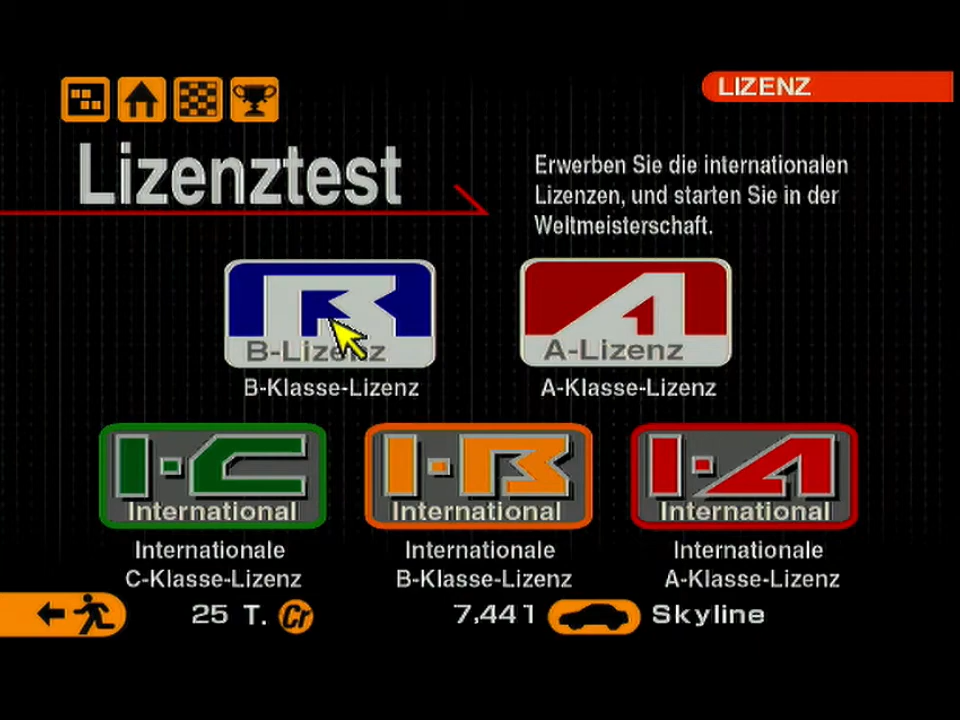 LIZENZ
Lizenztest
Erwerben Sie die internationalen
Lizenzen, und starten Sie in der
Weltmeisterschaft.
B
B-Lizenz
B-Klasse-Lizenz
A
A-Lizenz
A-Klasse-Lizenz
I·C
International
Internationale
C-Klasse-Lizenz
I·B
International
Internationale
B-Klasse-Lizenz
I·A
International
Internationale
A-Klasse-Lizenz
25 T. Cr
7,441 Skyline